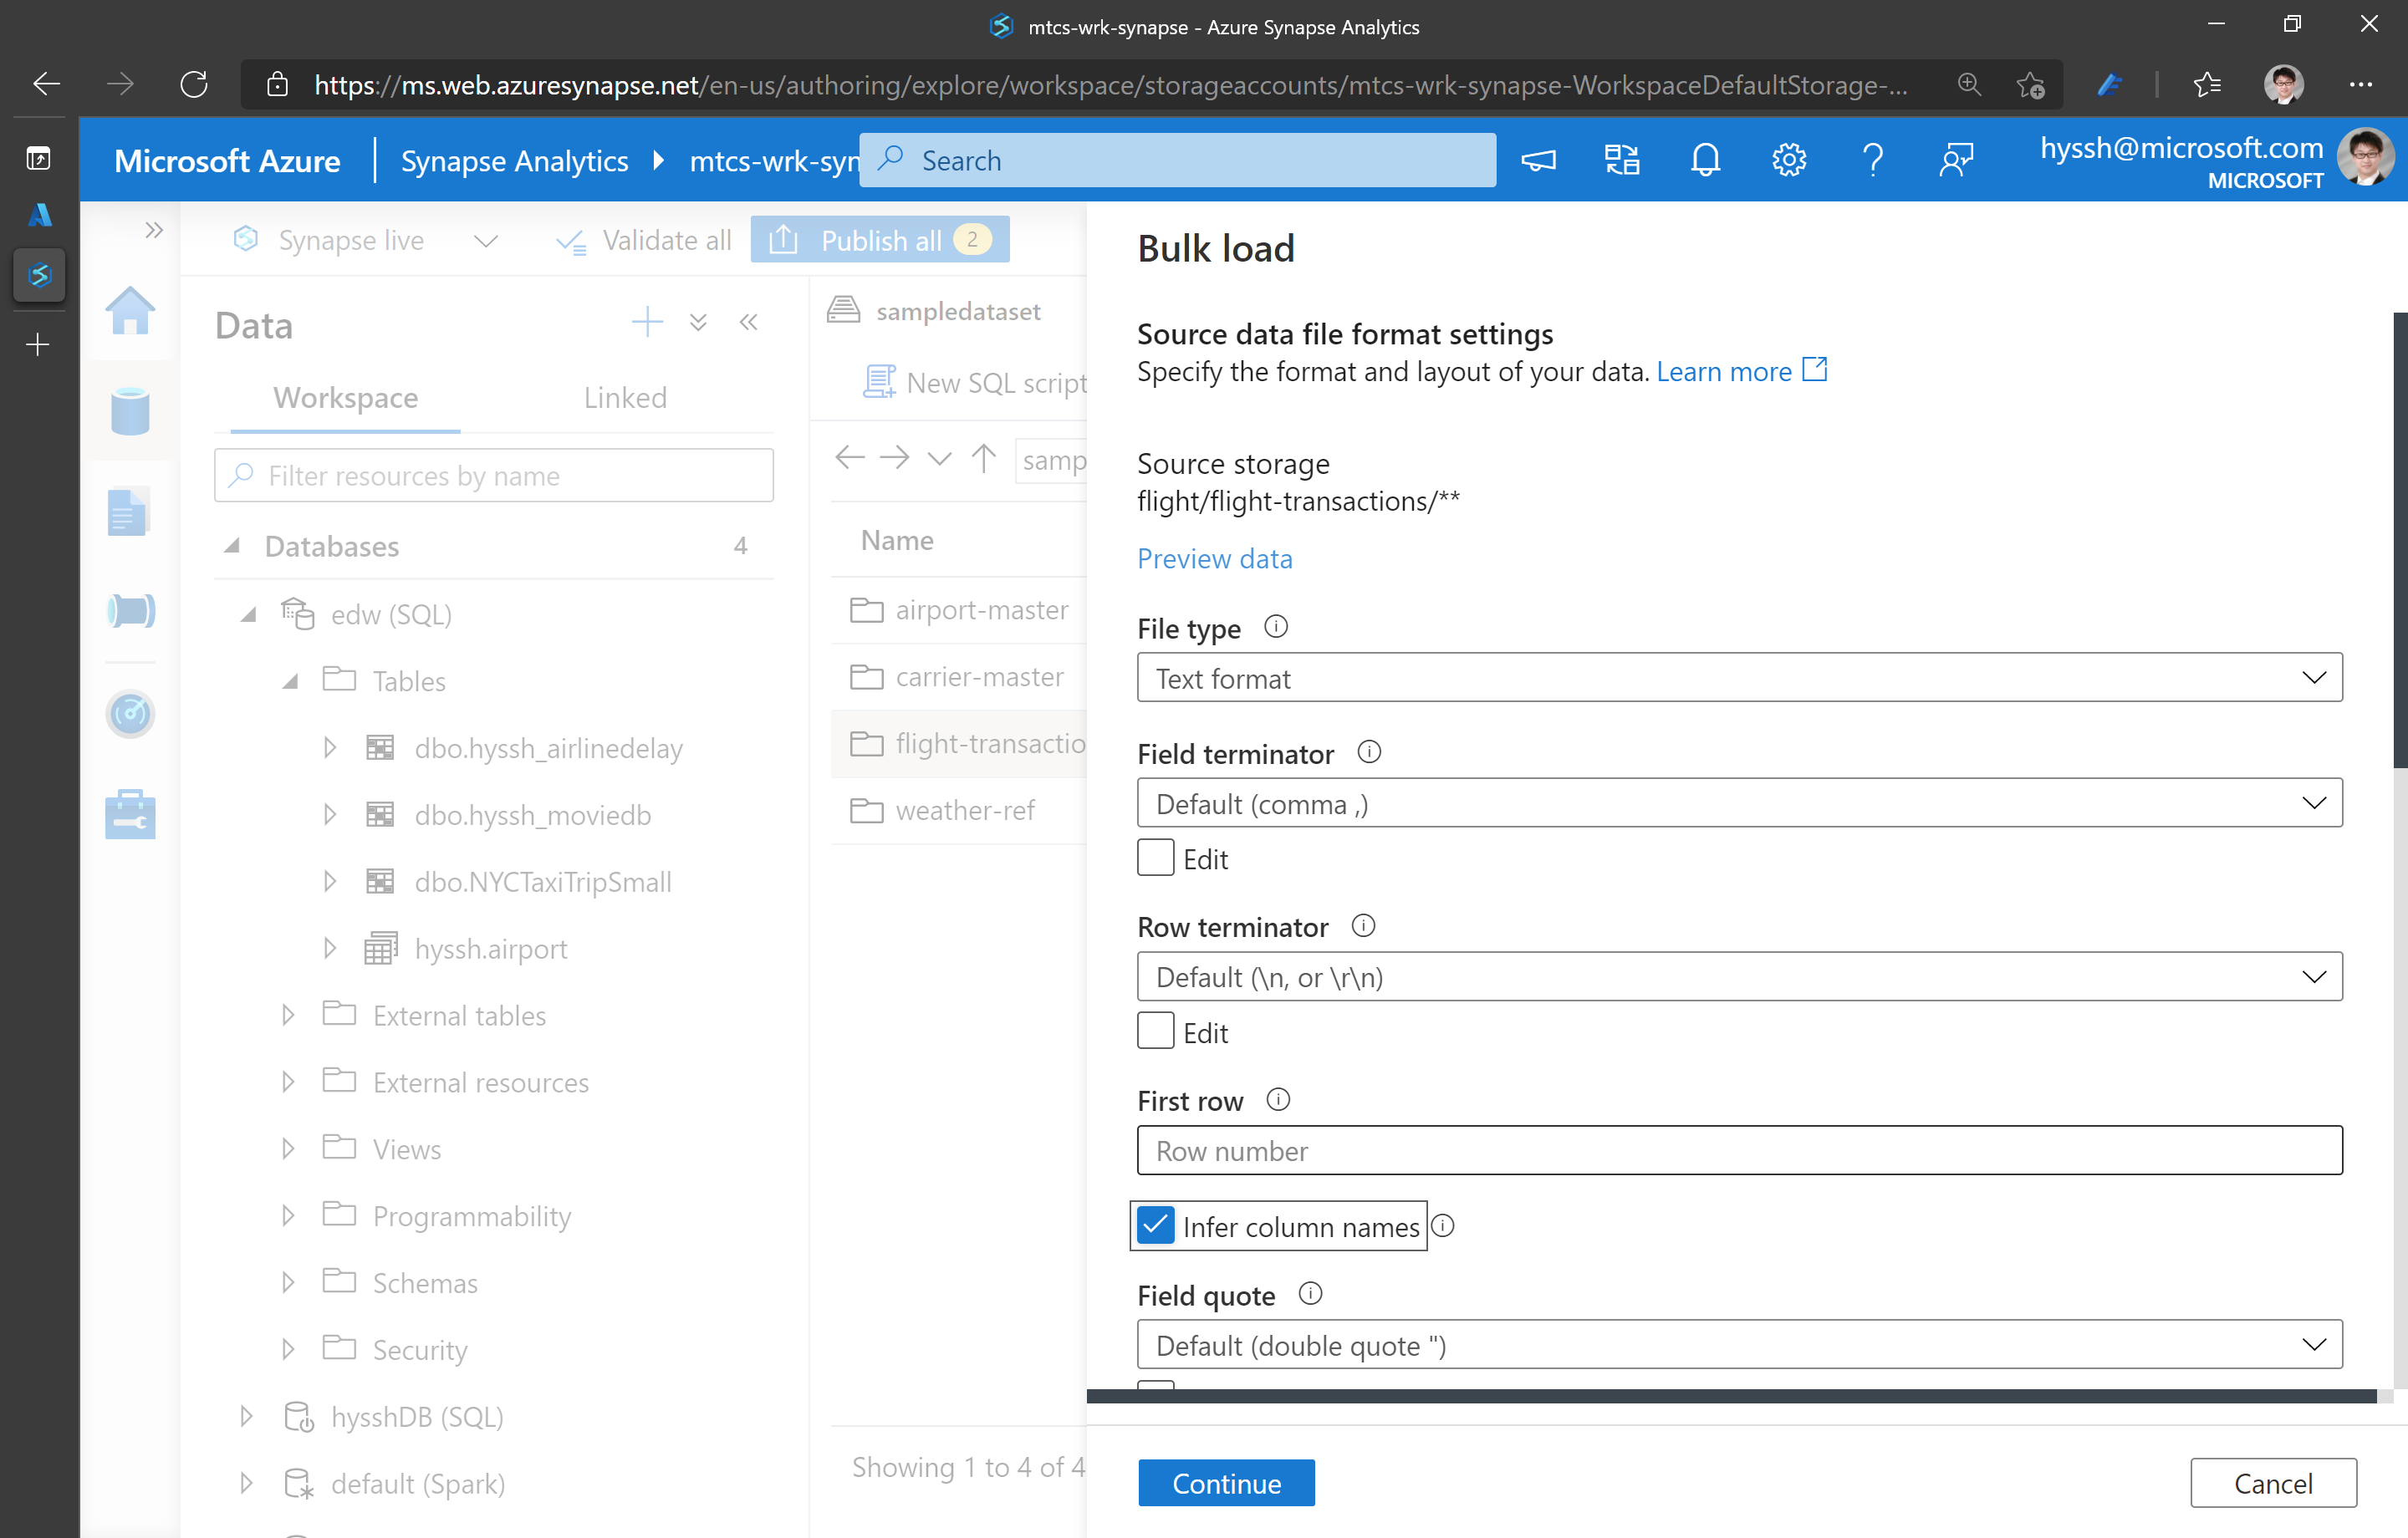 mtcs-wrk-synapse - Azure Synapse Analytics
https://ms.web.azuresynapse.net/en-us/authoring/explore/workspace/storageaccounts/mtcs-wrk-synapse-WorkspaceDefaultStorage-...
Microsoft Azure
Synapse Analytics
mtcs-wrk-syn
Search
hyssh@microsoft.com
MICROSOFT
Synapse live
Validate all
Publish all
2
Data
Workspace
Linked
Filter resources by name
Databases
4
edw (SQL)
Tables
dbo.hyssh_airlinedelay
dbo.hyssh_moviedb
dbo.NYCTaxiTripSmall
hyssh.airport
External tables
External resources
Views
Programmability
Schemas
Security
hysshDB (SQL)
default (Spark)
sampledataset
New SQL script
samp
Name
airport-master
carrier-master
flight-transactio
weather-ref
Showing 1 to 4 of 4
Bulk load
Source data file format settings
Specify the format and layout of your data. Learn more
Source storage
flight/flight-transactions/**
Preview data
File type
Text format
Field terminator
Default (comma ,)
Edit
Row terminator
Default (\n, or \r\n)
Edit
First row
Row number
Infer column names
Field quote
Default (double quote ")
Continue
Cancel